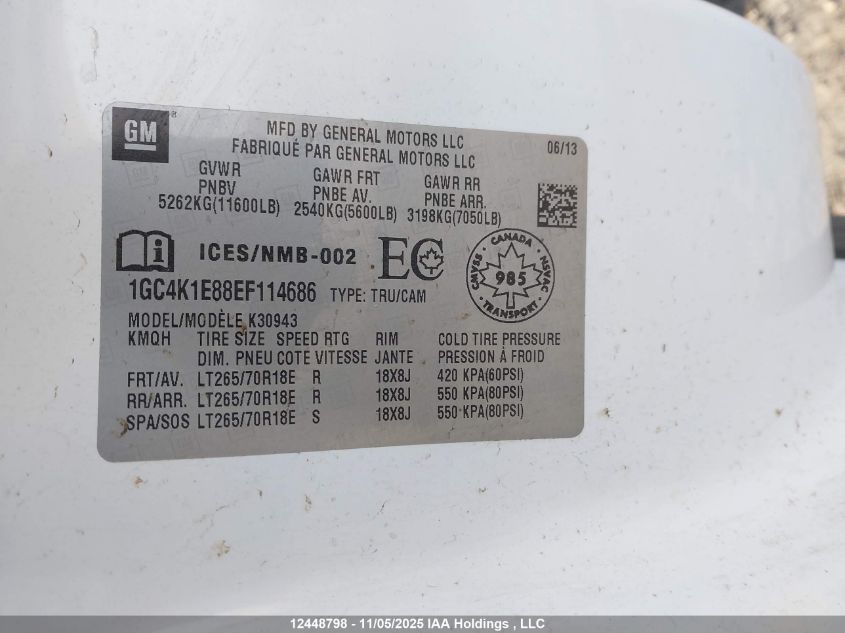 GM®
MFD BY GENERAL MOTORS LLC
FABRIQUÉ PAR GENERAL MOTORS LLC
06/13
GVWR GAWR FRT GAWR RR
PNBV PNBE AV. PNBE ARR.
5262KG(11600LB) 2540KG(5600LB) 3198KG(7050LB)
ICES/NMB-002 EC
CANADA
CMVSS 985 NSVAC
TRANSPORT
1GC4K1E88EF114686 TYPE: TRU/CAM
MODEL/MODÈLE K30943
KMQH TIRE SIZE SPEED RTG RIM COLD TIRE PRESSURE
DIM. PNEU COTE VITESSE JANTE PRESSION À FROID
FRT/AV. LT265/70R18E R 18X8J 420 KPA(60PSI)
RR/ARR. LT265/70R18E R 18X8J 550 KPA(80PSI)
SPA/SOS LT265/70R18E S 18X8J 550 KPA(80PSI)
12448798 - 11/05/2025 IAA Holdings , LLC